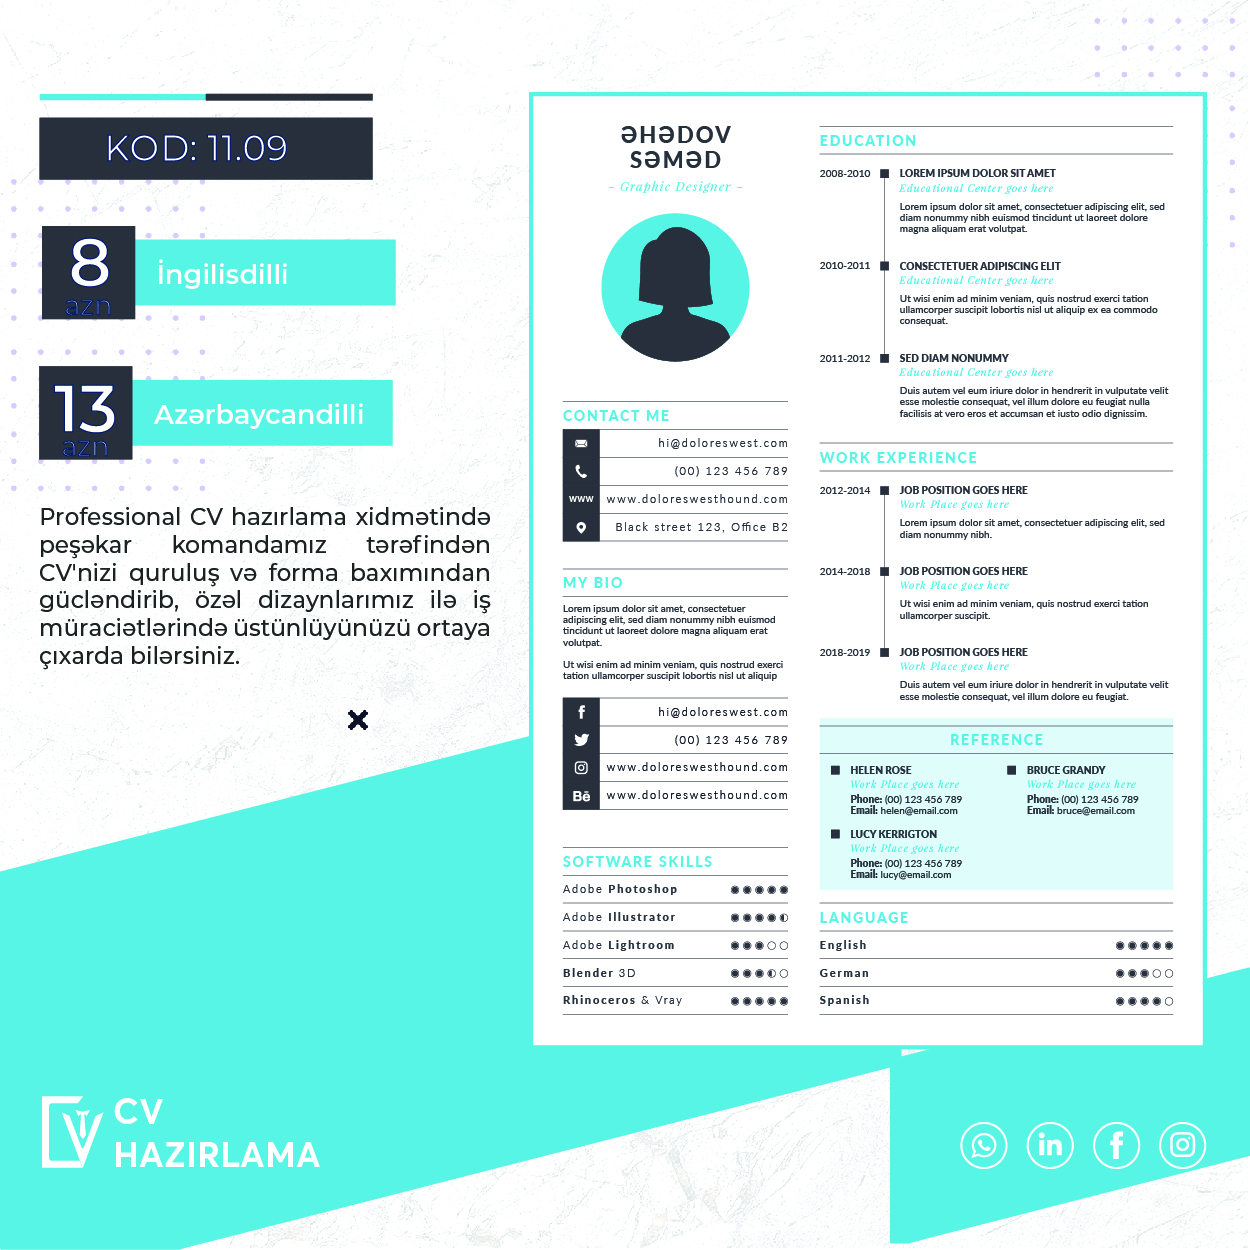 KOD: 11.09
8
azn
İngilisdilli
13
azn
Azərbaycandilli
Professional CV hazırlama xidmətində
peşəkar komandamız tərəfindən
CV'nizi quruluş və forma baxımından
gücləndirib, özəl dizaynlarımız ilə iş
müraciətlərində üstünlüyünüzü ortaya
çıxarda bilərsiniz.
CV
HAZIRLAMA
ƏHƏDOV
SƏMƏD
- Graphic Designer -
CONTACT ME
hi@doloreswest.com
(00) 123 456 789
www www.doloreswesthound.com
Black street 123, Office B2
MY BIO
Lorem ipsum dolor sit amet, consectetuer
adipiscing elit, sed diam nonummy nibh euismod
tincidunt ut laoreet dolore magna aliquam erat
volutpat.
Ut wisi enim ad minim veniam, quis nostrud exerci
tation ullamcorper suscipit lobortis nisl ut aliquip
hi@doloreswest.com
(00) 123 456 789
www.doloreswesthound.com
Bē www.doloreswesthound.com
SOFTWARE SKILLS
Adobe Photoshop
Adobe Illustrator
Adobe Lightroom
Blender 3D
Rhinoceros & Vray
EDUCATION
2008-2010 LOREM IPSUM DOLOR SIT AMET
Educational Center goes here
Lorem ipsum dolor sit amet, consectetuer adipiscing elit, sed
diam nonummy nibh euismod tincidunt ut laoreet dolore
magna aliquam erat volutpat.
2010-2011 CONSECTETUER ADIPISCING ELIT
Educational Center goes here
Ut wisi enim ad minim veniam, quis nostrud exerci tation
ullamcorper suscipit lobortis nisl ut aliquip ex ea commodo
consequat.
2011-2012 SED DIAM NONUMMY
Educational Center goes here
Duis autem vel eum iriure dolor in hendrerit in vulputate velit
esse molestie consequat, vel illum dolore eu feugiat nulla
facilisis at vero eros et accumsan et iusto odio dignissim.
WORK EXPERIENCE
2012-2014 JOB POSITION GOES HERE
Work Place goes here
Lorem ipsum dolor sit amet, consectetuer adipiscing elit, sed
diam nonummy nibh.
2014-2018 JOB POSITION GOES HERE
Work Place goes here
Ut wisi enim ad minim veniam, quis nostrud exerci tation
ullamcorper suscipit.
2018-2019 JOB POSITION GOES HERE
Work Place goes here
Duis autem vel eum iriure dolor in hendrerit in vulputate velit
esse molestie consequat, vel illum dolore eu feugiat.
REFERENCE
HELEN ROSE
Work Place goes here
Phone: (00) 123 456 789
Email: helen@email.com
BRUCE GRANDY
Work Place goes here
Phone: (00) 123 456 789
Email: bruce@email.com
LUCY KERRIGTON
Work Place goes here
Phone: (00) 123 456 789
Email: lucy@email.com
LANGUAGE
English
German
Spanish